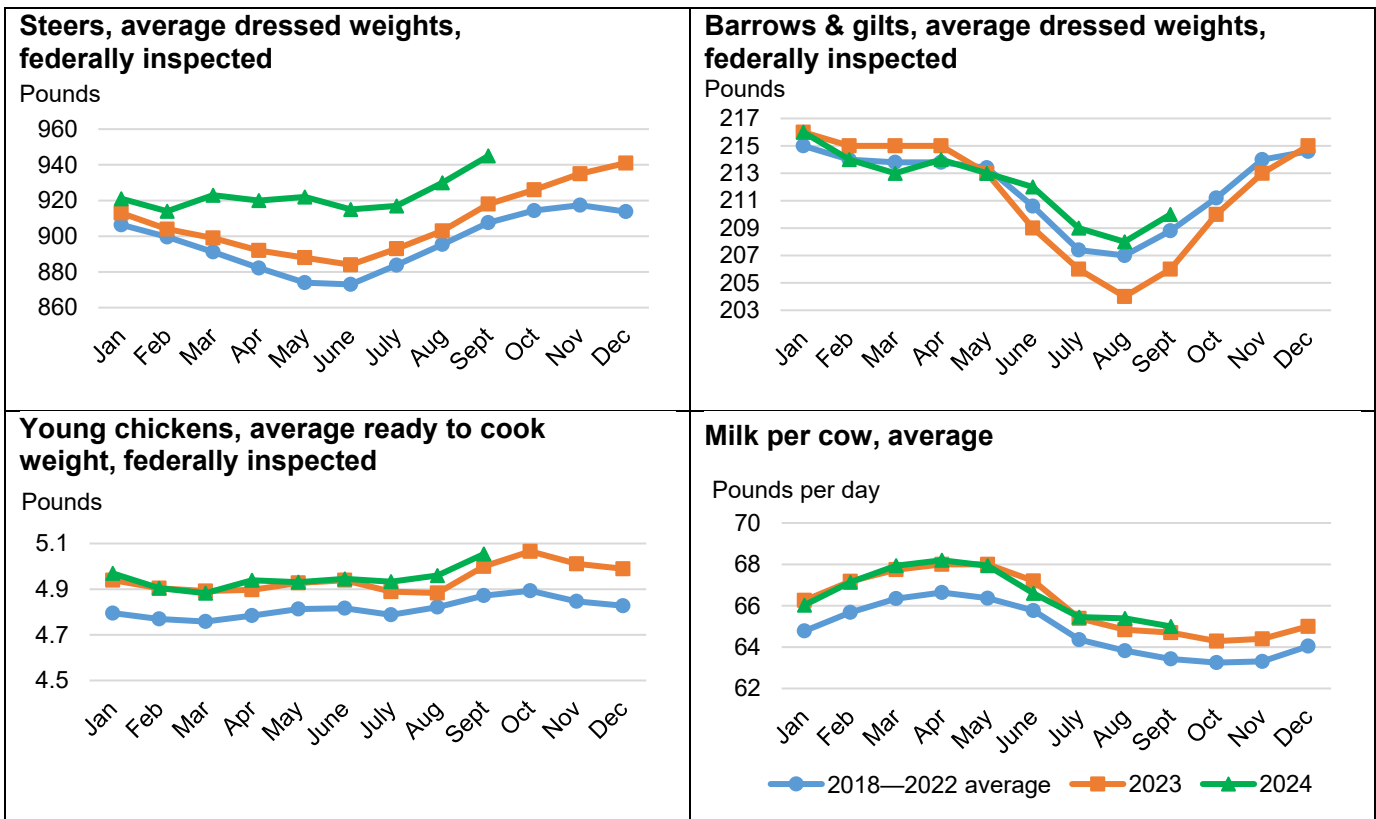 Steers, average dressed weights,
federally inspected
Pounds
960
940
920
900
880
860
Jan Feb Mar Apr May June July Aug Sept Oct Nov Dec
Barrows & gilts, average dressed weights,
federally inspected
Pounds
217
215
213
211
209
207
205
203
Jan Feb Mar Apr May June July Aug Sept Oct Nov Dec
Young chickens, average ready to cook
weight, federally inspected
Pounds
5.1
4.9
4.7
4.5
Jan Feb Mar Apr May June July Aug Sept Oct Nov Dec
Milk per cow, average
Pounds per day
70
68
66
64
62
Jan Feb Mar Apr May June July Aug Sept Oct Nov Dec
2018—2022 average 2023 2024